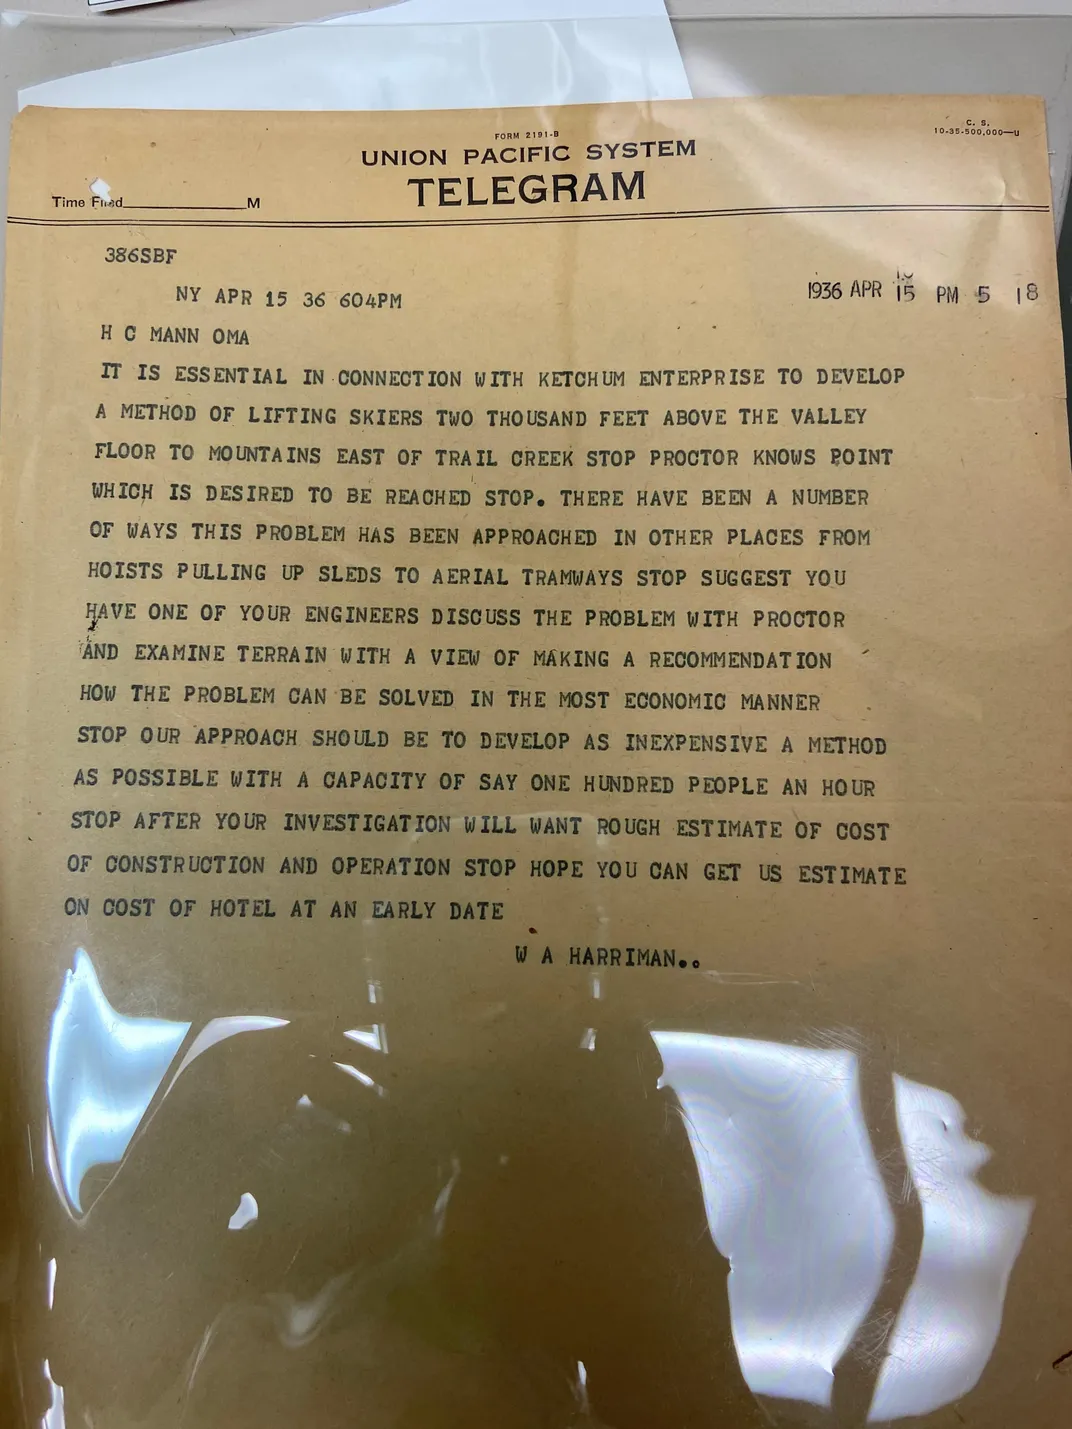 FORM 2191-B
C. S.
10-35-500,000—U
UNION PACIFIC SYSTEM
TELEGRAM
Time Filed M
386SBF
NY APR 15 36 604PM
1936 APR 15 PM 5 18
H C MANN OMA
IT IS ESSENTIAL IN CONNECTION WITH KETCHUM ENTERPRISE TO DEVELOP
A METHOD OF LIFTING SKIERS TWO THOUSAND FEET ABOVE THE VALLEY
FLOOR TO MOUNTAINS EAST OF TRAIL CREEK STOP PROCTOR KNOWS POINT
WHICH IS DESIRED TO BE REACHED STOP. THERE HAVE BEEN A NUMBER
OF WAYS THIS PROBLEM HAS BEEN APPROACHED IN OTHER PLACES FROM
HOISTS PULLING UP SLEDS TO AERIAL TRAMWAYS STOP SUGGEST YOU
HAVE ONE OF YOUR ENGINEERS DISCUSS THE PROBLEM WITH PROCTOR
AND EXAMINE TERRAIN WITH A VIEW OF MAKING A RECOMMENDATION
HOW THE PROBLEM CAN BE SOLVED IN THE MOST ECONOMIC MANNER
STOP OUR APPROACH SHOULD BE TO DEVELOP AS INEXPENSIVE A METHOD
AS POSSIBLE WITH A CAPACITY OF SAY ONE HUNDRED PEOPLE AN HOUR
STOP AFTER YOUR INVESTIGATION WILL WANT ROUGH ESTIMATE OF COST
OF CONSTRUCTION AND OPERATION STOP HOPE YOU CAN GET US ESTIMATE
ON COST OF HOTEL AT AN EARLY DATE
W A HARRIMAN..